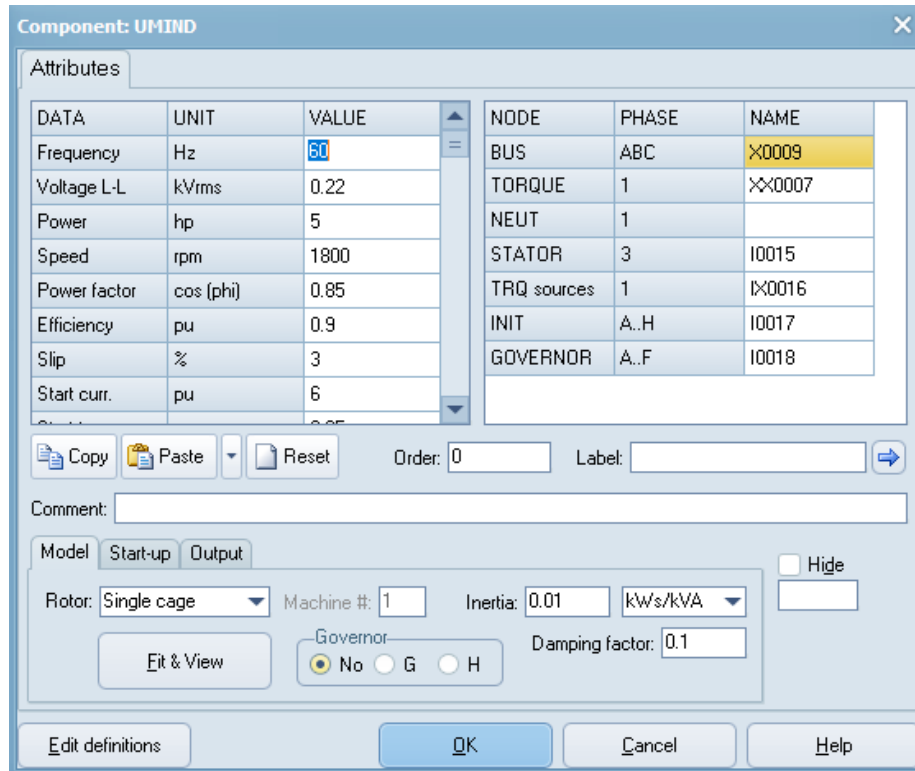 Component: UMIND
Attributes
DATA UNIT VALUE
Frequency Hz 60
Voltage L-L kVrms 0.22
Power hp 5
Speed rpm 1800
Power factor cos (phi) 0.85
Efficiency pu 0.9
Slip % 3
Start curr. pu 6
NODE PHASE NAME
BUS ABC X0009
TORQUE 1 XX0007
NEUT 1
STATOR 3 I0015
TRQ sources 1 IX0016
INIT A..H I0017
GOVERNOR A..F I0018
Copy Paste Reset Order: 0 Label:
Comment:
Model Start-up Output
Hide
Rotor: Single cage Machine #: 1 Inertia: 0.01 kWs/kVA
Governor
Fit & View No G H Damping factor: 0.1
Edit definitions OK Cancel Help